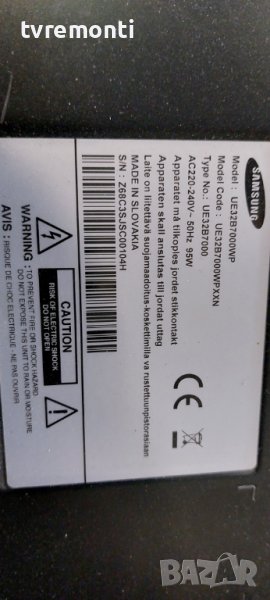 tvremonti
SAMSUNG
Model : UE32B7000WP
Model Code : UE32B7000WPXXN
Type No : UE32B7000
AC220-240V~ 50Hz 95W
Apparatet må tilkoples jordet stikkontakt
Apparaten skall anslutas till jordat uttag
Laite on liitettävä suojamaadoitus-koskettimilla va rustettuunpistorasiaan
MADE IN SLOVAKIA
S/N : Z68C3SJSC00104H
CE
RISK OF ELECTRIC SHOCK
DO NOT OPEN
WARNING : TO PREVENT FIRE OR SHOCK HAZARD
DO NOT EXPOSE THIS UNIT TO RAIN OR MOISTURE
AVIS : RISQUE DE CHOC ELECTRIQUE - NE PAS OUVRIR
БAZAR